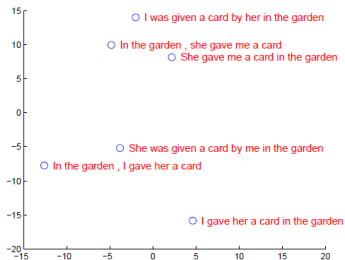 15
10
5
0
−5
−10
−15
−20
I was given a card by her in the garden
In the garden , she gave me a card
She gave me a card in the garden
She was given a card by me in the garden
In the garden , I gave her a card
I gave her a card in the garden
−15 −10 −5 0 5 10 15 20